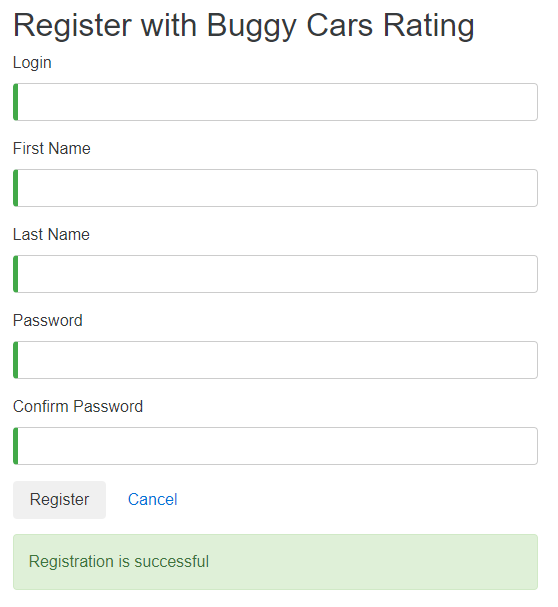 Register with Buggy Cars Rating
Login
First Name
Last Name
Password
Confirm Password
Register Cancel
Registration is successful